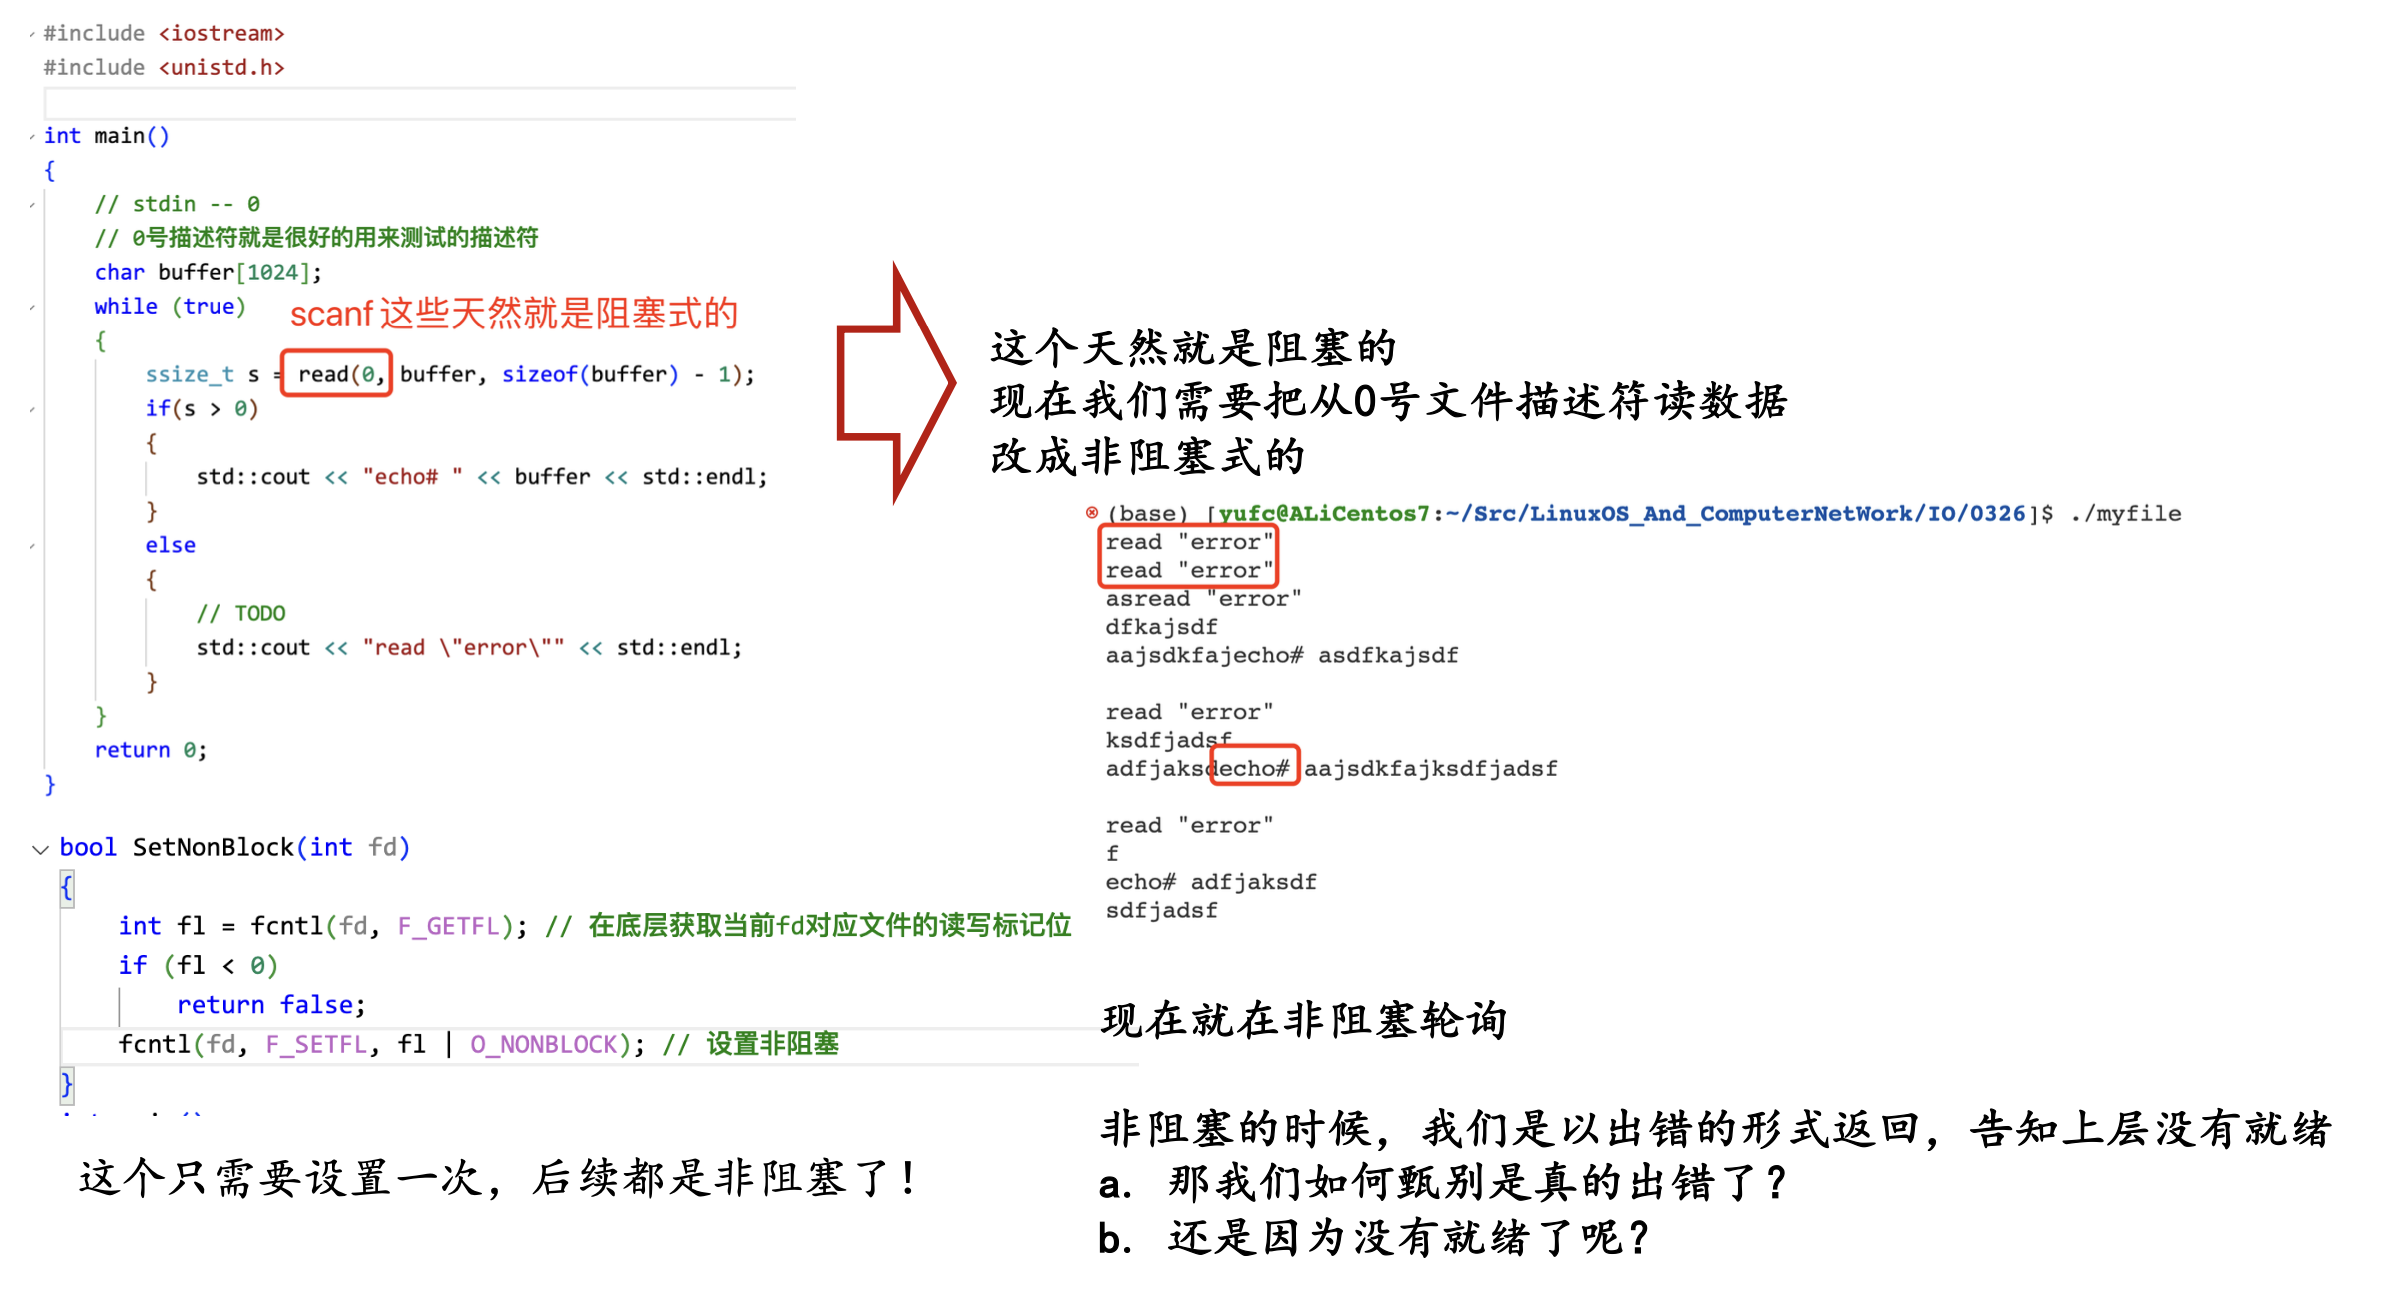 #include <iostream>
#include <unistd.h>
int main()
{
// stdin -- 0
// 0号描述符就是很好的用来测试的描述符
char buffer[1024];
while (true)
scanf 这些天然就是阻塞式的
{
ssize_t s = read(0, buffer, sizeof(buffer) - 1);
if(s > 0)
{
std::cout << "echo# " << buffer << std::endl;
}
else
{
// TODO
std::cout << "read \"error\"" << std::endl;
}
}
return 0;
}
这个天然就是阻塞的
现在我们需要把从0号文件描述符读数据
改成非阻塞式的
(base) [yufc@ALiCentos7:~/Src/LinuxOS_And_ComputerNetWork/IO/0326]$ ./myfile
read "error"
read "error"
asread "error"
dfkajsdf
aajsdkfajecho# asdfkajsdf
read "error"
ksdfjadsf
adfjaksdecho# aajsdkfajksdfjadsf
read "error"
f
echo# adfjaksdf
sdfjadsf
bool SetNonBlock(int fd)
{
int fl = fcntl(fd, F_GETFL); // 在底层获取当前fd对应文件的读写标记位
if (fl < 0)
return false;
fcntl(fd, F_SETFL, fl | O_NONBLOCK); // 设置非阻塞
}
这个只需要设置一次，后续都是非阻塞了！
现在就在非阻塞轮询
非阻塞的时候，我们是以出错的形式返回，告知上层没有就绪
a. 那我们如何甄别是真的出错了？
b. 还是因为没有就绪了呢？